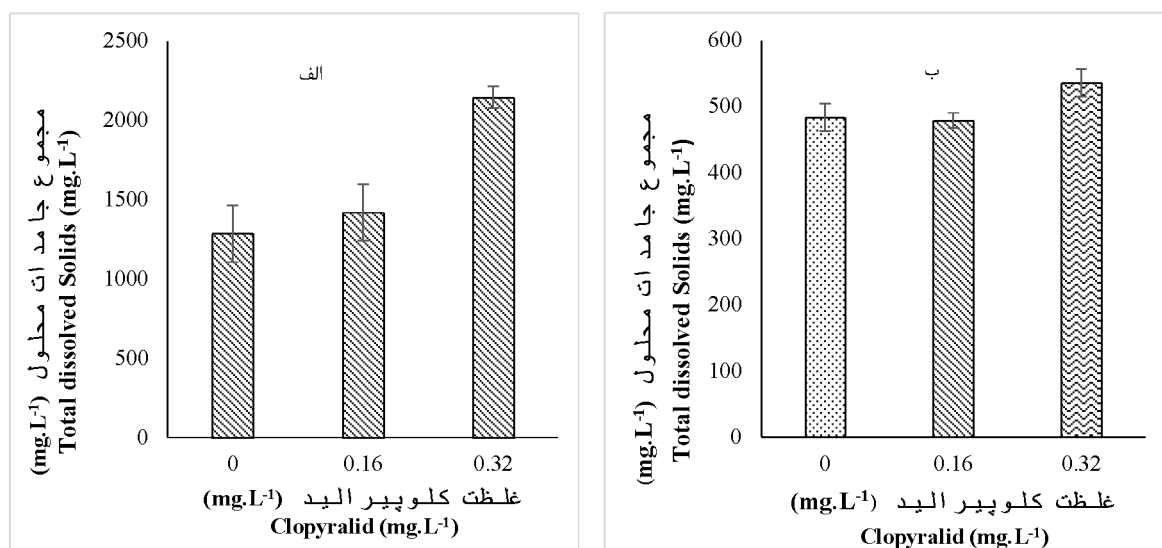 2500
2000
1500
1000
500
0
الف
مجموع جامدات محلول (mg.L-1)
Total dissolved Solids (mg.L-1)
0 0.16 0.32
غلظت کلوپیرالید (mg.L-1)
Clopyralid (mg.L-1)
600
500
400
300
200
100
0
ب
مجموع جامدات محلول (mg.L-1)
Total dissolved Solids (mg.L-1)
0 0.16 0.32
غلظت کلوپیرالید (mg.L-1)
Clopyralid (mg.L-1)